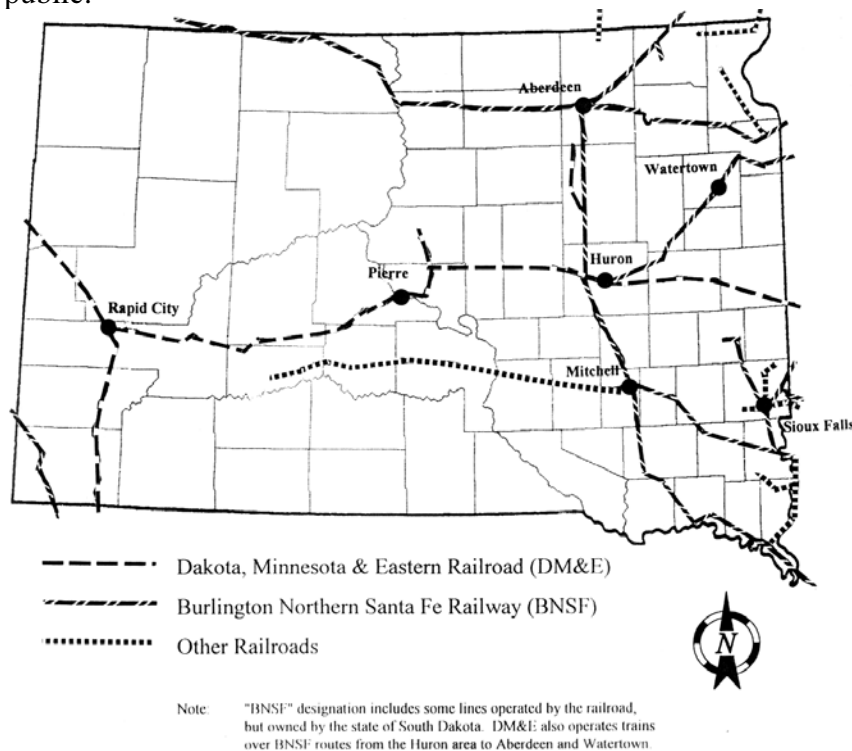 public.
Aberdeen
Watertown
Huron
Pierre
Rapid City
Mitchell
Sioux Falls
Dakota, Minnesota & Eastern Railroad (DM&E)
Burlington Northern Santa Fe Railway (BNSF)
Other Railroads
N
Note: "BNSF" designation includes some lines operated by the railroad,
but owned by the state of South Dakota. DM&E also operates trains
over BNSF routes from the Huron area to Aberdeen and Watertown.